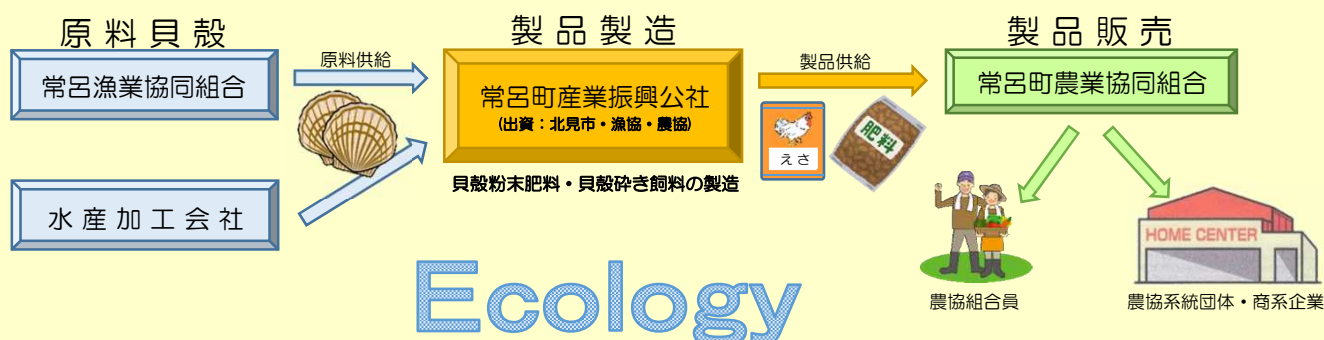 原料貝殻
常呂漁業協同組合
水産加工会社
原料供給
製品製造
常呂町産業振興公社
(出資：北見市・漁協・農協)
貝殻粉末肥料・貝殻砕き飼料の製造
製品供給
えさ
肥料
製品販売
常呂町農業協同組合
HOME CENTER
農協組合員
農協系統団体・商系企業
Ecology